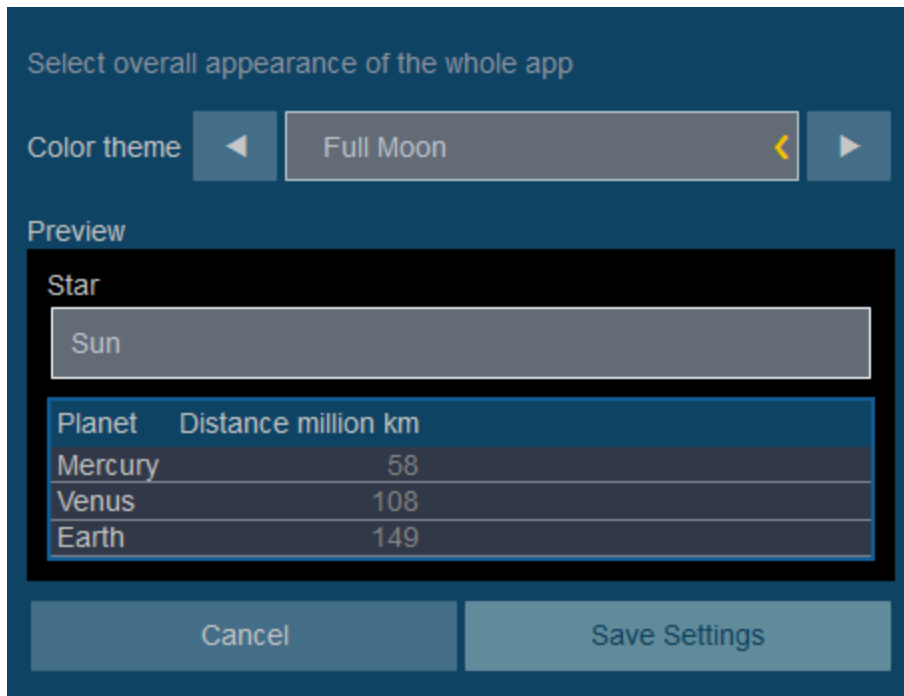 Select overall appearance of the whole app
Color theme Full Moon
Preview
Star
Sun
Planet Distance million km
Mercury 58
Venus 108
Earth 149
Cancel Save Settings